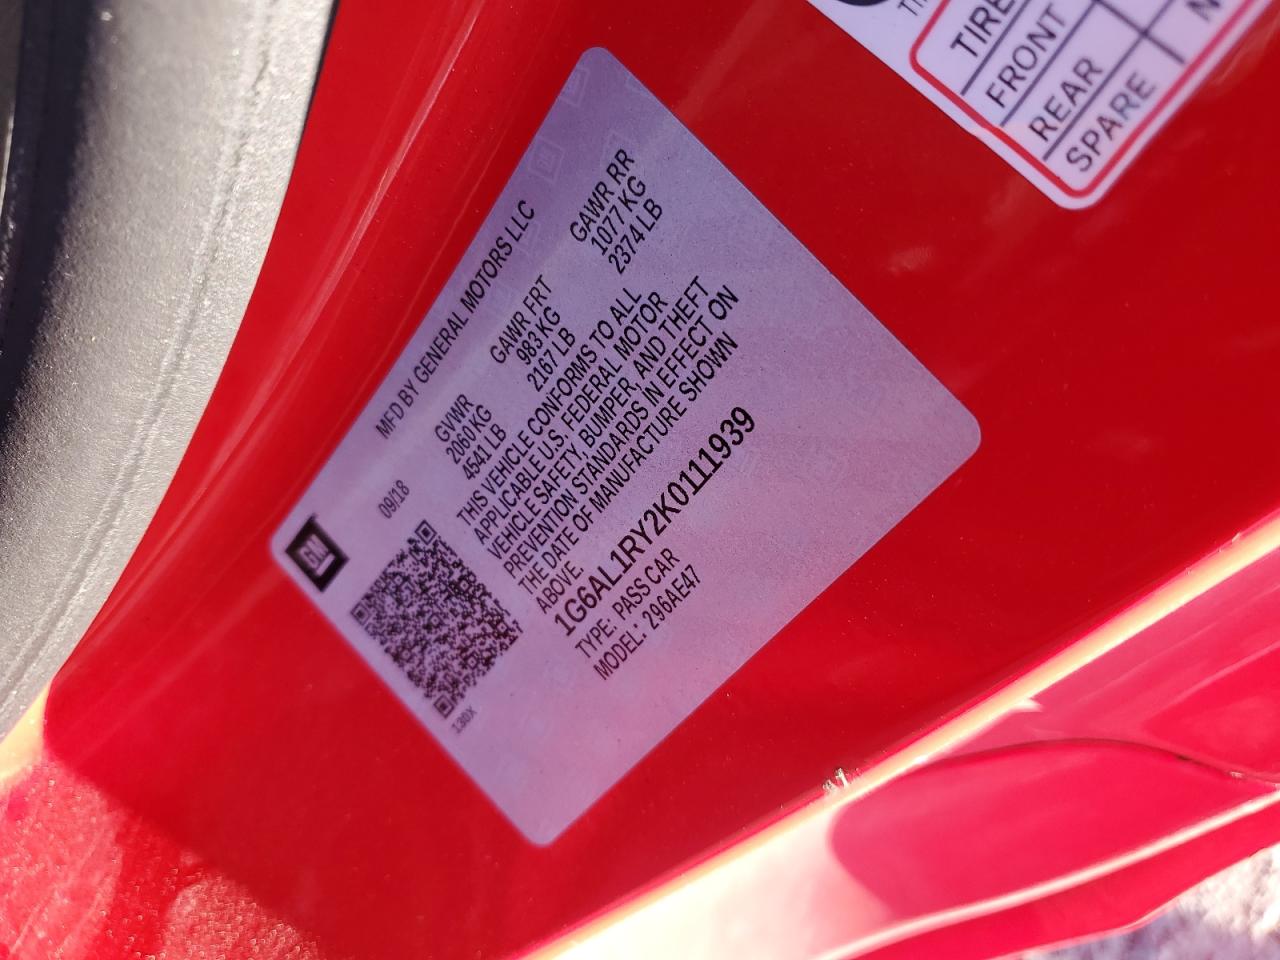 GM
MFD BY GENERAL MOTORS LLC
09/18
GVWR
2060 KG
4541 LB
GAWR FRT
983 KG
2167 LB
GAWR RR
1077 KG
2374 LB
THIS VEHICLE CONFORMS TO ALL
APPLICABLE U.S. FEDERAL MOTOR
VEHICLE SAFETY, BUMPER, AND THEFT
PREVENTION STANDARDS IN EFFECT ON
THE DATE OF MANUFACTURE SHOWN
ABOVE.
1G6AL1RY2K0111939
TYPE: PASS CAR
MODEL: 296AE47
130X
FRONT
REAR
SPARE